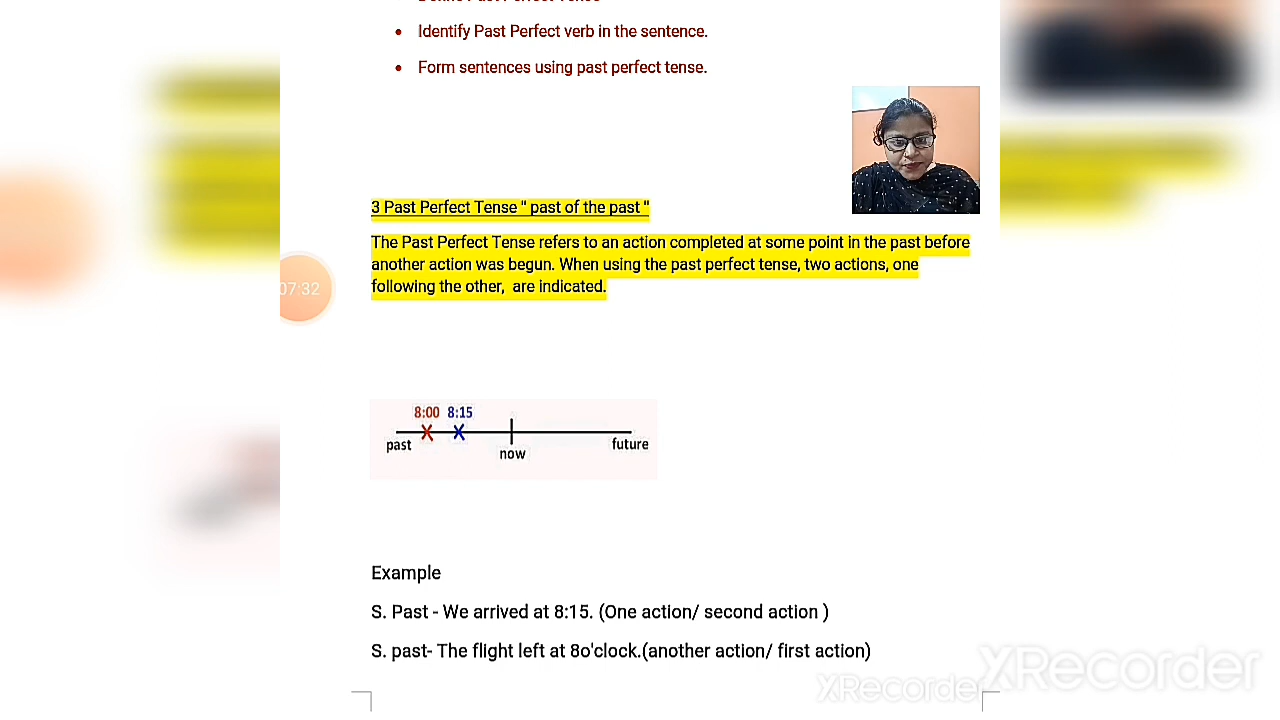 Define Past Perfect Tense
• Identify Past Perfect verb in the sentence.
• Form sentences using past perfect tense.
3 Past Perfect Tense " past of the past "
The Past Perfect Tense refers to an action completed at some point in the past before
another action was begun. When using the past perfect tense, two actions, one
following the other, are indicated.
07:32
8:00 8:15
past now future
Example
S. Past - We arrived at 8:15. (One action/ second action )
S. past- The flight left at 8o'clock.(another action/ first action)
XRecorder
XRecorder